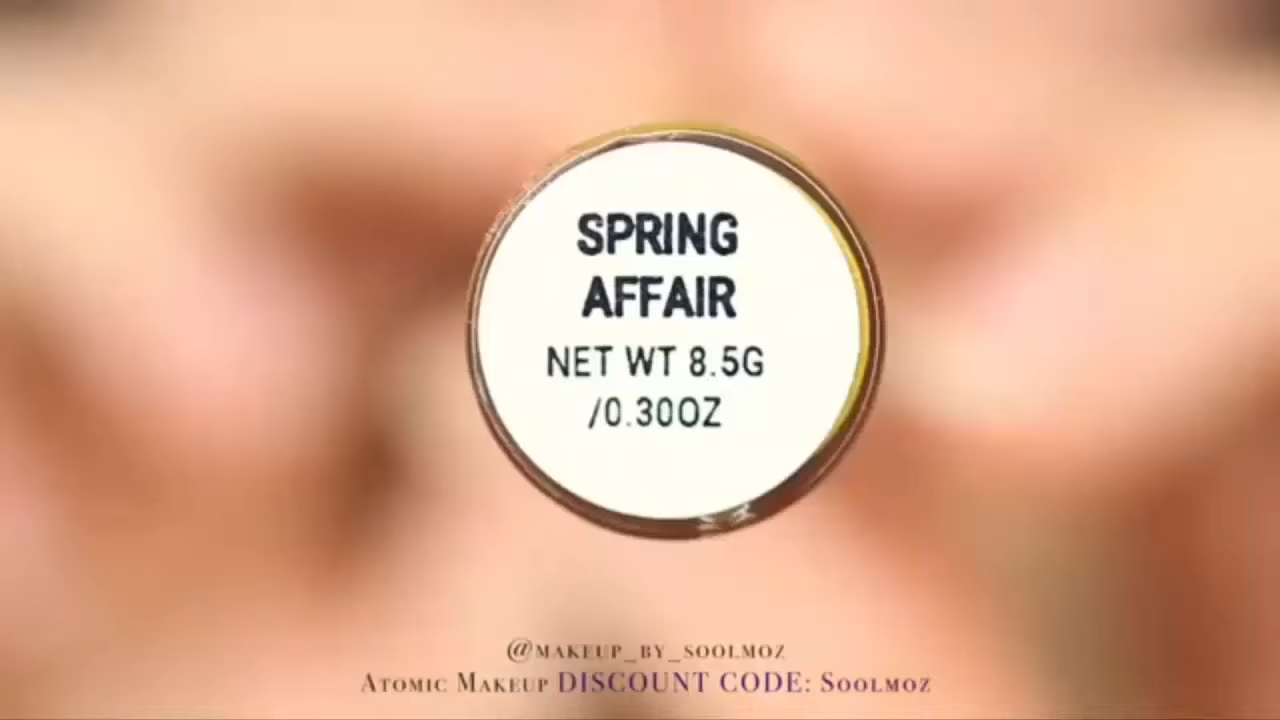 SPRING
AFFAIR
NET WT 8.5G
/0.30OZ
@MAKEUP_BY_SOOLMOZ
ATOMIC MAKEUP DISCOUNT CODE: SOOLMOZ